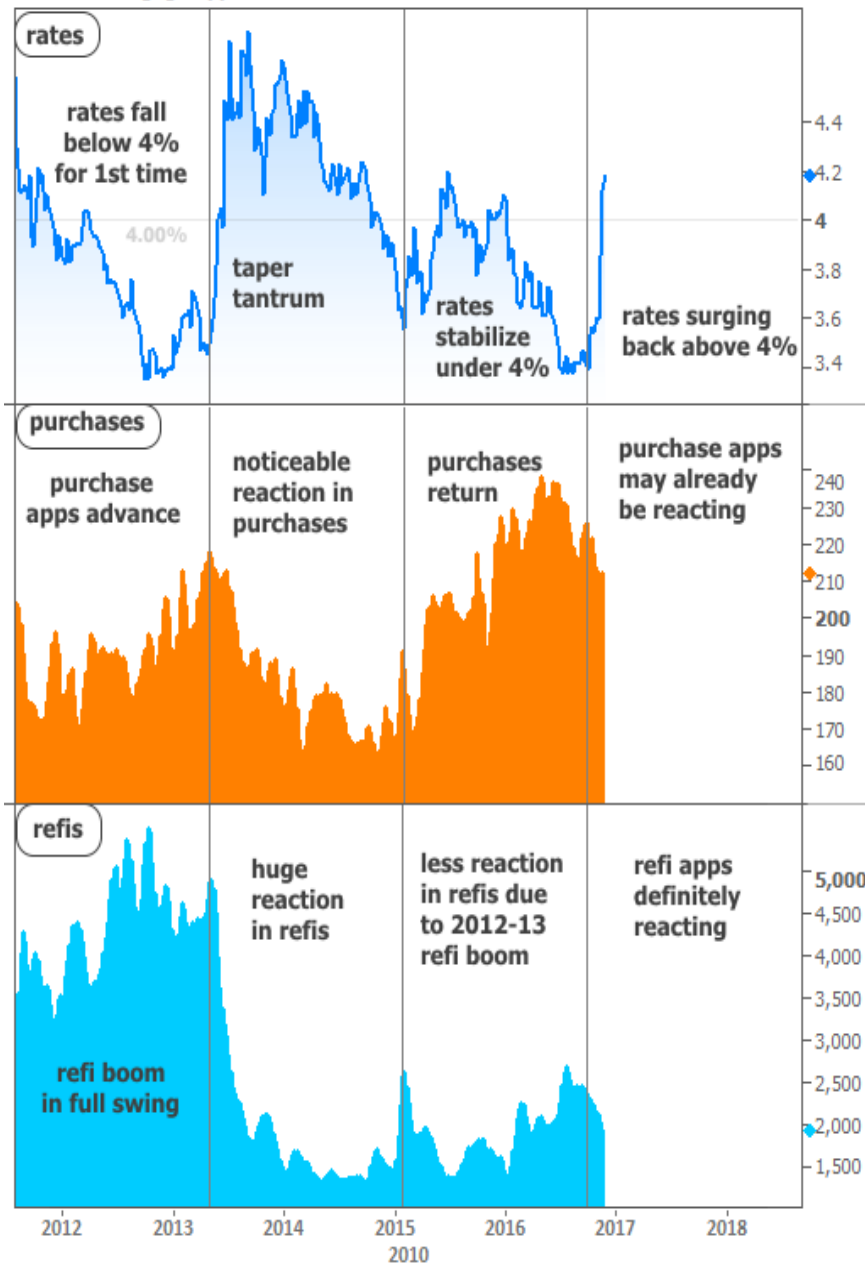 rates
rates fall
below 4%
for 1st time
4.00%
taper
tantrum
rates
stabilize
under 4%
rates surging
back above 4%
4.4
4.2
4
3.8
3.6
3.4
purchases
purchase
apps advance
noticeable
reaction in
purchases
purchases
return
purchase apps
may already
be reacting
240
230
220
210
200
190
180
170
160
refis
refi boom
in full swing
huge
reaction
in refis
less reaction
in refis due
to 2012-13
refi boom
refi apps
definitely
reacting
5,000
4,500
4,000
3,500
3,000
2,500
2,000
1,500
2012 2013 2014 2015 2016 2017 2018
2010